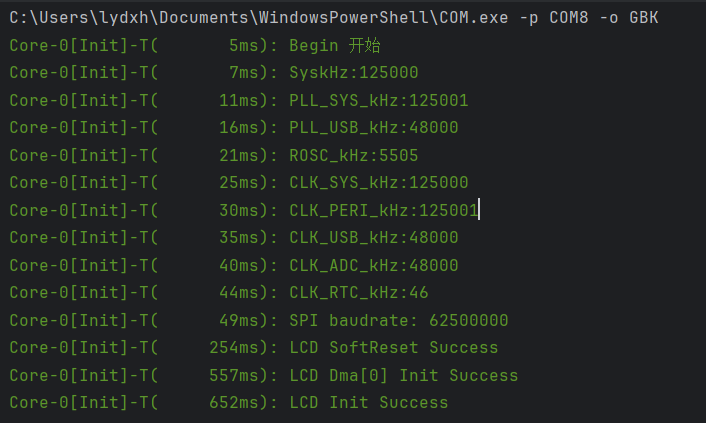 C:\Users\lydxh\Documents\WindowsPowerShell\COM.exe -p COM8 -o GBK
Core-0[Init]-T(       5ms): Begin 开始
Core-0[Init]-T(       7ms): SyskHz:125000
Core-0[Init]-T(      11ms): PLL_SYS_kHz:125001
Core-0[Init]-T(      16ms): PLL_USB_kHz:48000
Core-0[Init]-T(      21ms): ROSC_kHz:5505
Core-0[Init]-T(      25ms): CLK_SYS_kHz:125000
Core-0[Init]-T(      30ms): CLK_PERI_kHz:125001
Core-0[Init]-T(      35ms): CLK_USB_kHz:48000
Core-0[Init]-T(      40ms): CLK_ADC_kHz:48000
Core-0[Init]-T(      44ms): CLK_RTC_kHz:46
Core-0[Init]-T(      49ms): SPI baudrate: 62500000
Core-0[Init]-T(     254ms): LCD SoftReset Success
Core-0[Init]-T(     557ms): LCD Dma[0] Init Success
Core-0[Init]-T(     652ms): LCD Init Success